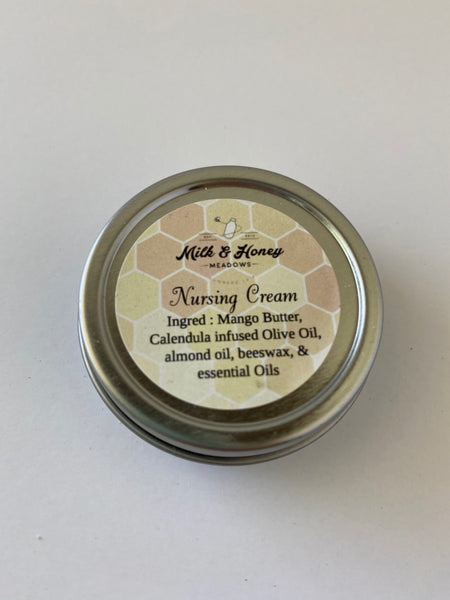 Milk & Honey
MEADOWS
Nursing Cream
Ingred : Mango Butter,
Calendula infused Olive Oil,
almond oil, beeswax, &
essential Oils